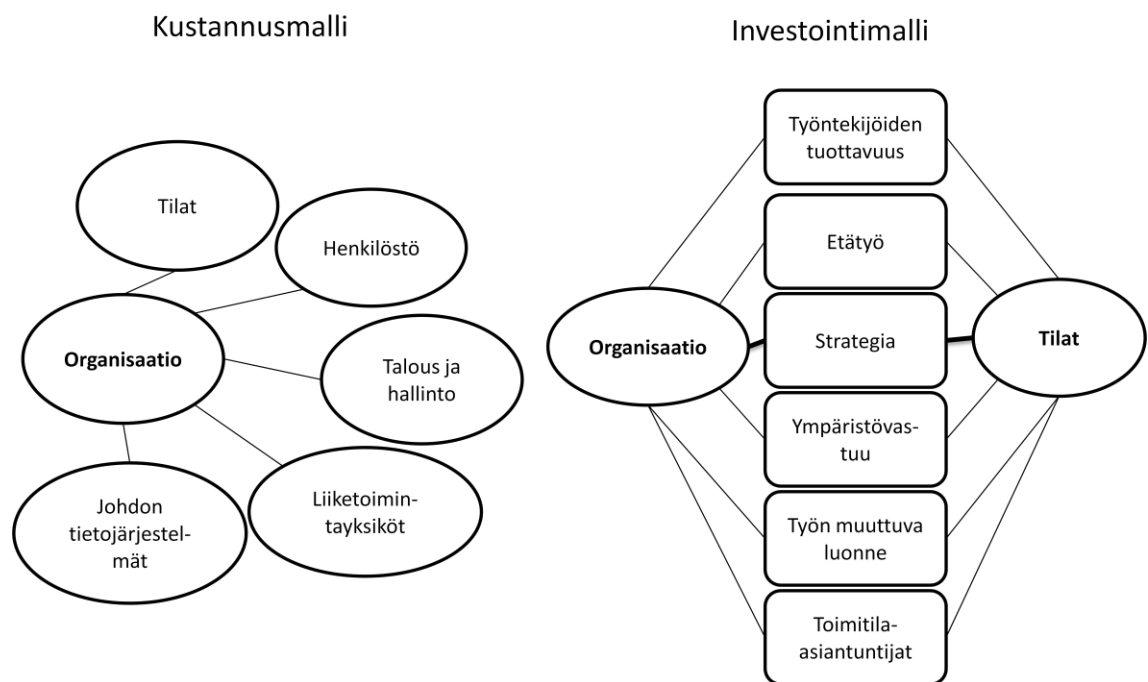 Kustannusmalli
Tilat
Henkilöstö
Organisaatio
Talous ja
hallinto
Liiketoimin-
tayksiköt
Johdon
tietojärjestel-
mät
Investointimalli
Organisaatio
Työntekijöiden
tuottavuus
Etätyö
Strategia
Ympäristövas-
tuu
Työn muuttuva
luonne
Toimitila-
asiantuntijat
Tilat